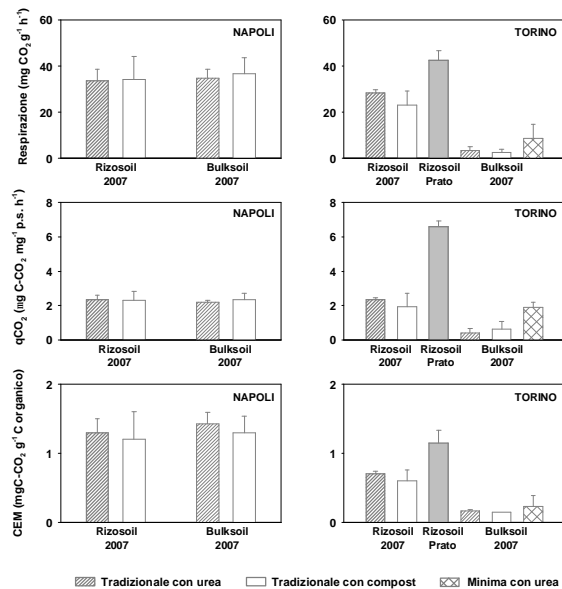 NAPOLI
Respirazione (mg CO2 g-1 h-1)
60
40
20
0
Rizosoil
2007
Bulksoil
2007
TORINO
60
40
20
0
Rizosoil
2007
Rizosoil
Prato
Bulksoil
2007
NAPOLI
qCO2 (mg C-CO2 mg-1 p.s. h-1)
8
6
4
2
0
Rizosoil
2007
Bulksoil
2007
TORINO
8
6
4
2
0
Rizosoil
2007
Rizosoil
Prato
Bulksoil
2007
NAPOLI
CEM (mgC-CO2 g-1 C organico)
2
1
0
Rizosoil
2007
Bulksoil
2007
TORINO
2
1
0
Rizosoil
2007
Rizosoil
Prato
Bulksoil
2007
Tradizionale con urea
Tradizionale con compost
Minima con urea